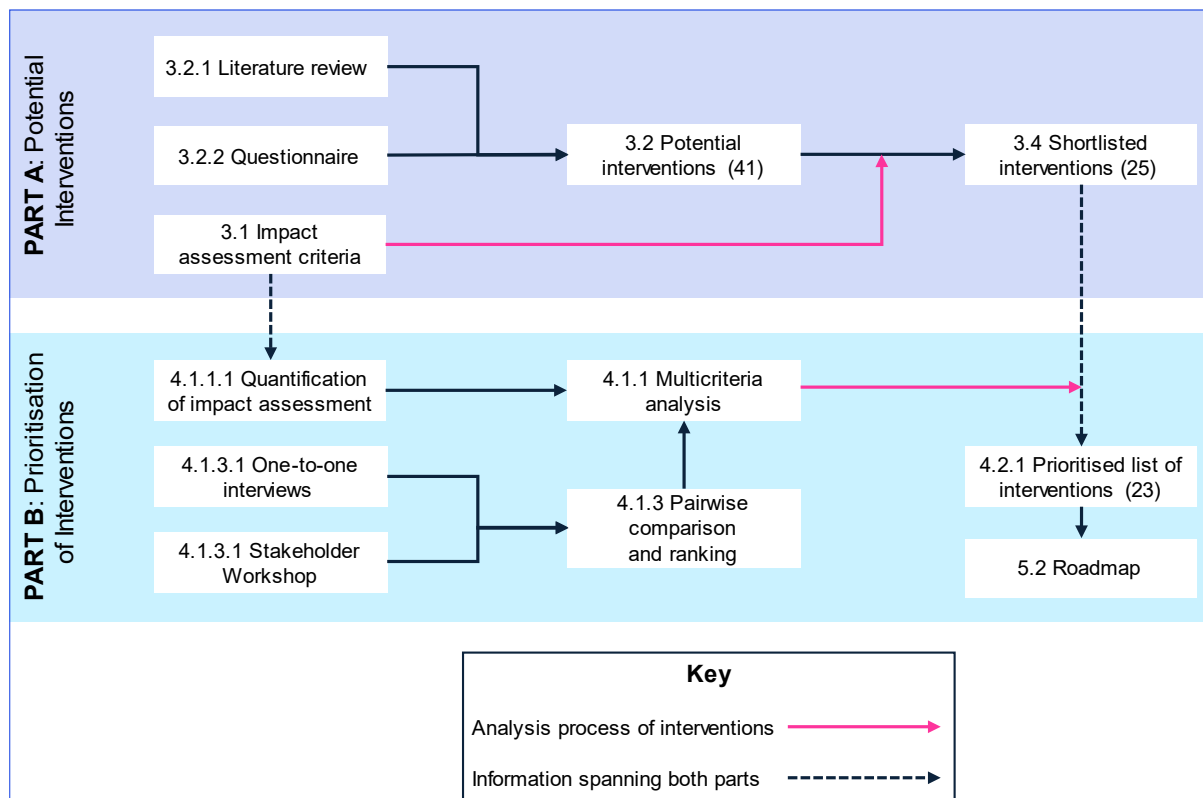 PART A: Potential
Interventions
3.2.1 Literature review
3.2.2 Questionnaire
3.1 Impact
assessment criteria
3.2 Potential
interventions (41)
3.4 Shortlisted
interventions (25)
PART B: Prioritisation
of Interventions
4.1.1.1 Quantification
of impact assessment
4.1.3.1 One-to-one
interviews
4.1.3.1 Stakeholder
Workshop
4.1.1 Multicriteria
analysis
4.1.3 Pairwise
comparison
and ranking
4.2.1 Prioritised list of
interventions (23)
5.2 Roadmap
Key
Analysis process of interventions
Information spanning both parts